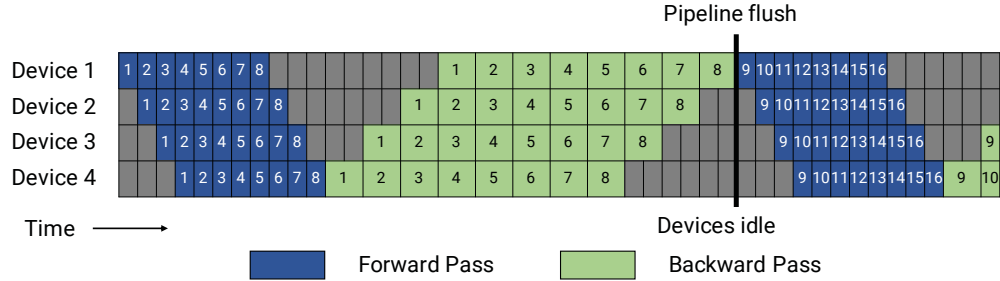 Pipeline flush
Device 1 1 2 3 4 5 6 7 8 1 2 3 4 5 6 7 8 9 10 11 12 13 14 15 16
Device 2 1 2 3 4 5 6 7 8 1 2 3 4 5 6 7 8 9 10 11 12 13 14 15 16
Device 3 1 2 3 4 5 6 7 8 1 2 3 4 5 6 7 8 9 10 11 12 13 14 15 16 9
Device 4 1 2 3 4 5 6 7 8 1 2 3 4 5 6 7 8 9 10 11 12 13 14 15 16 9 10
Time
Devices idle
Forward Pass
Backward Pass